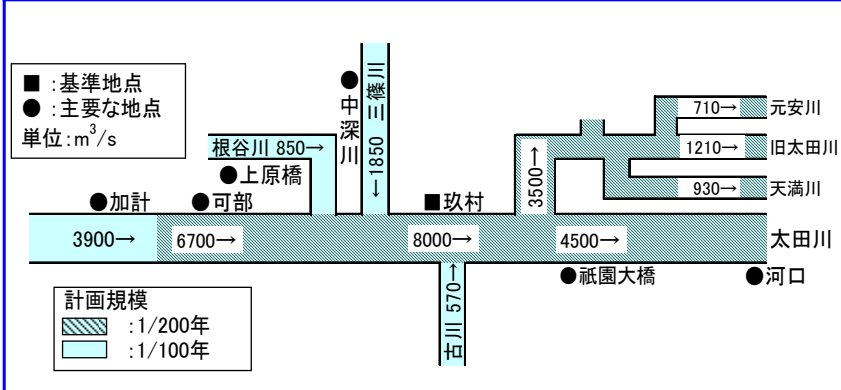 ■ :基準地点
● :主要な地点
単位:m³/s
●中深川
←1850 三篠川
根谷川 850→
●上原橋
●加計
●可部
■玖村
3500→
710→
元安川
1210→
旧太田川
930→
天満川
3900→
6700→
8000→
4500→
太田川
●祇園大橋
●河口
古川 570→
計画規模
:1/200年
:1/100年